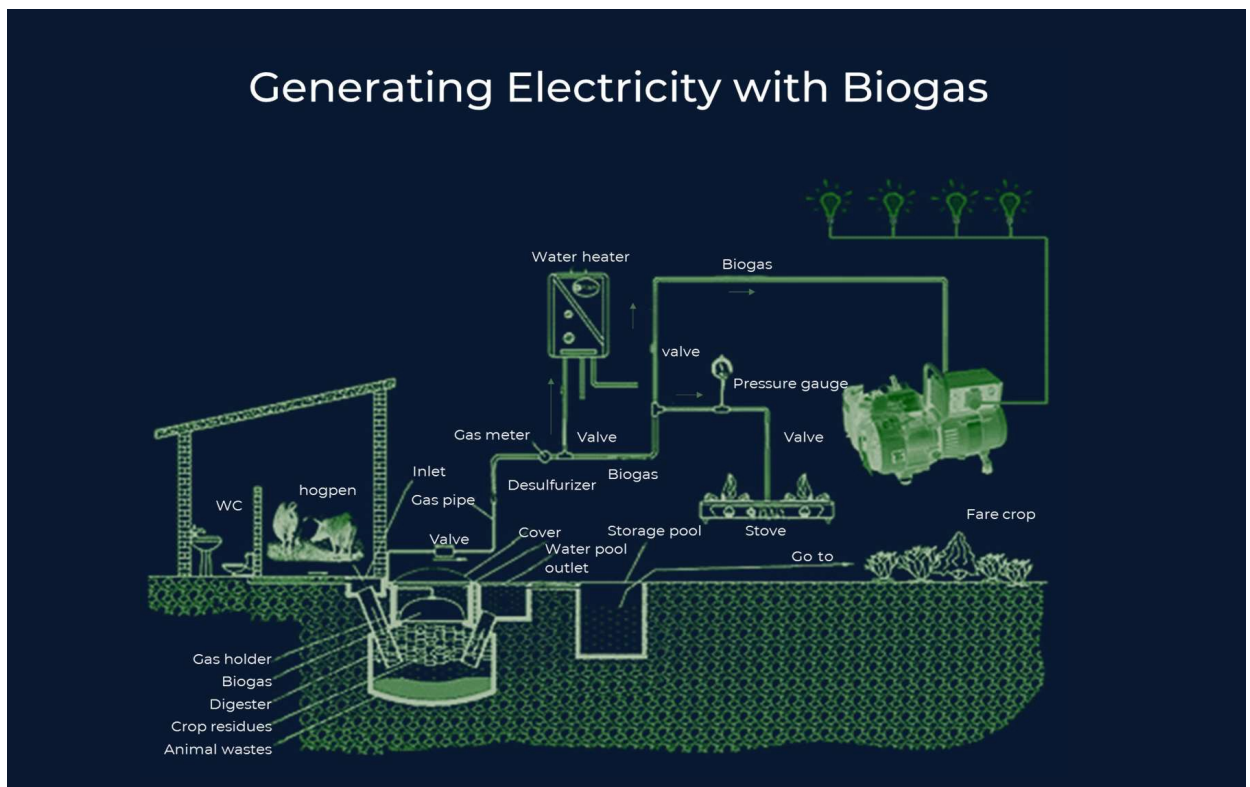 Generating Electricity with Biogas
Water heater
Biogas
valve
Pressure gauge
Gas meter
Valve
Valve
Inlet
Biogas
hogpen
Desulfurizer
WC
Gas pipe
Fare crop
Valve
Cover
Storage pool
Stove
Water pool
outlet
Go to
Gas holder
Biogas
Digester
Crop residues
Animal wastes